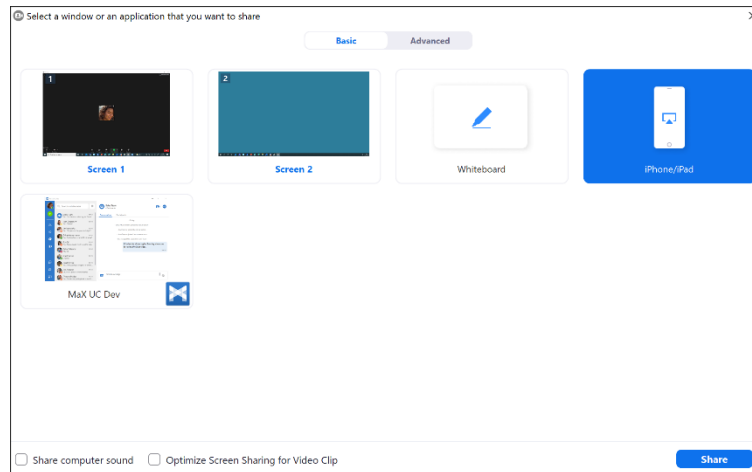 Select a window or an application that you want to share
Basic
Advanced
1
2
Screen 1
Screen 2
Whiteboard
iPhone/iPad
MaX UC Dev
Share computer sound
Optimize Screen Sharing for Video Clip
Share